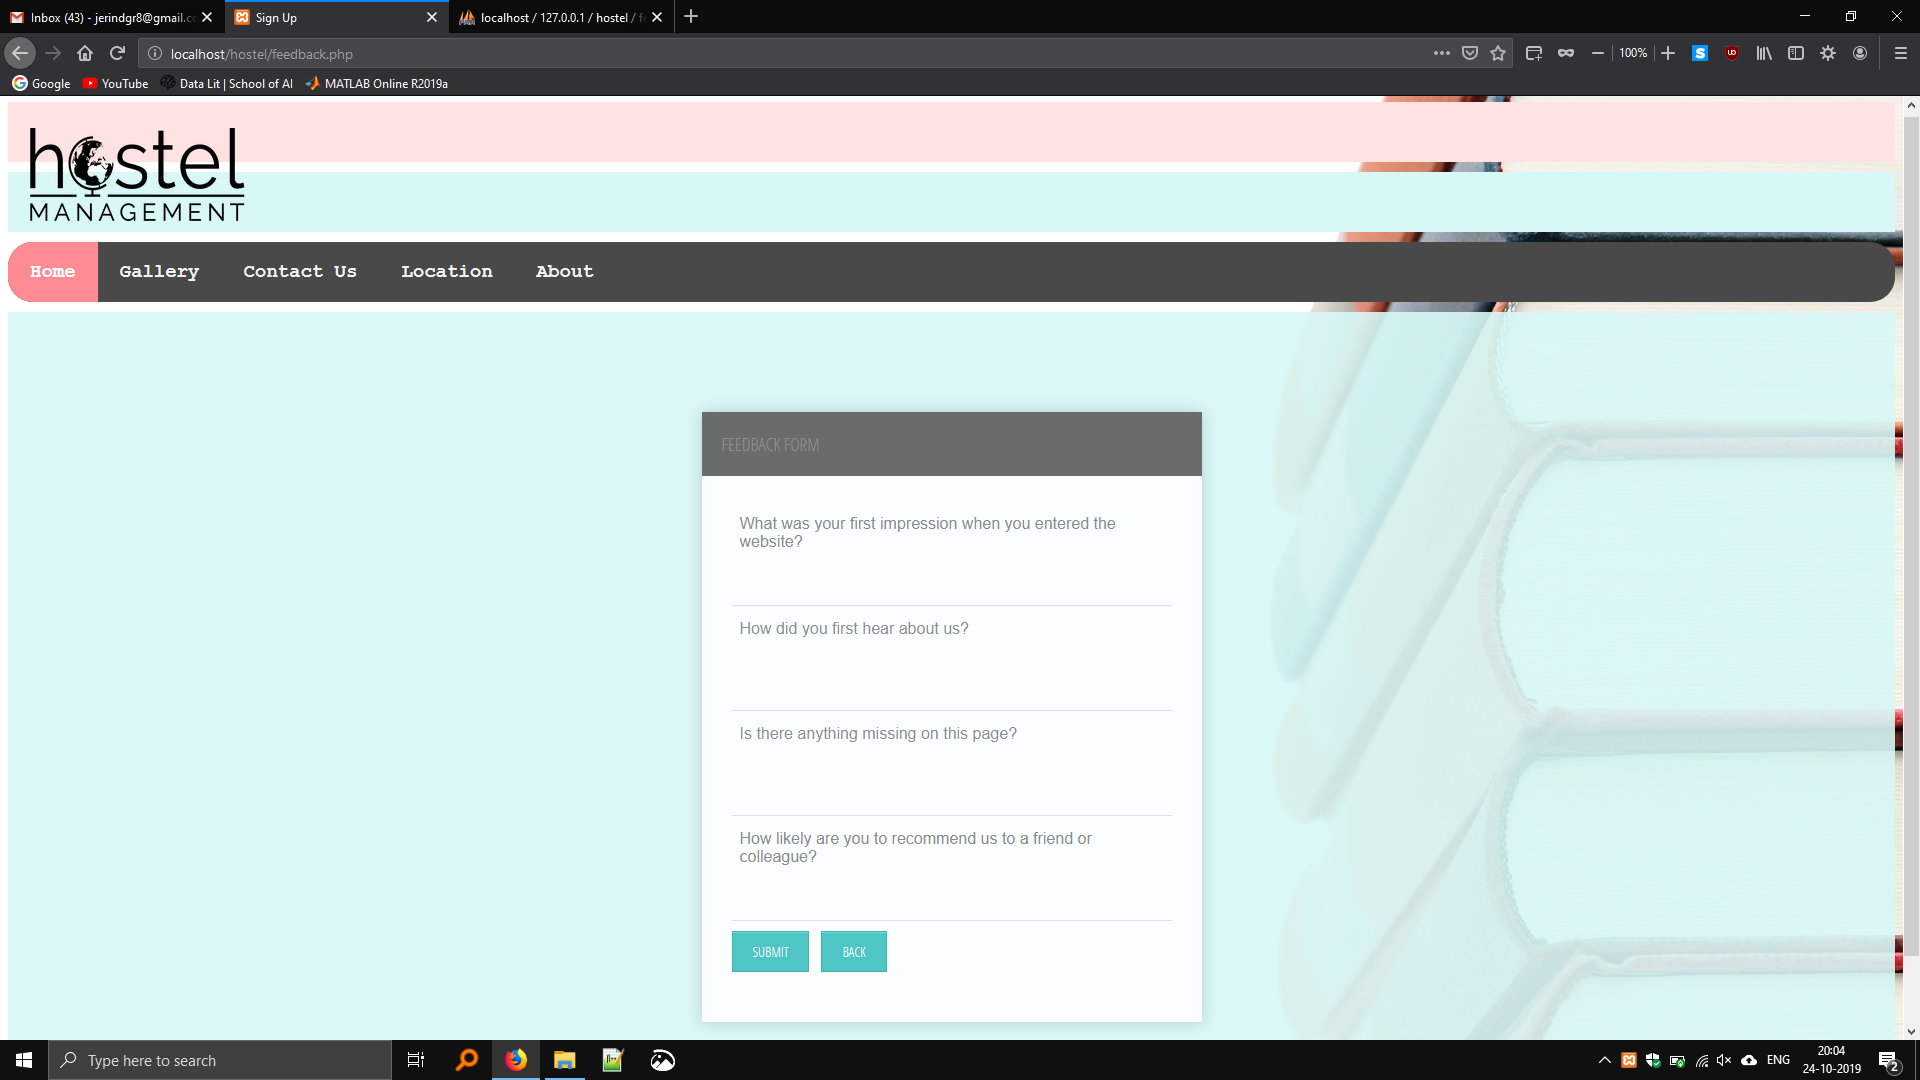 Inbox (43) - jerindgr8@gmail.c
Sign Up
localhost / 127.0.0.1 / hostel / f
localhost/hostel/feedback.php
100%
Google
YouTube
Data Lit | School of AI
MATLAB Online R2019a
hostel
MANAGEMENT
Home
Gallery
Contact Us
Location
About
FEEDBACK FORM
What was your first impression when you entered the
website?
How did you first hear about us?
Is there anything missing on this page?
How likely are you to recommend us to a friend or
colleague?
SUBMIT
BACK
Type here to search
ENG
20:04
24-10-2019
2